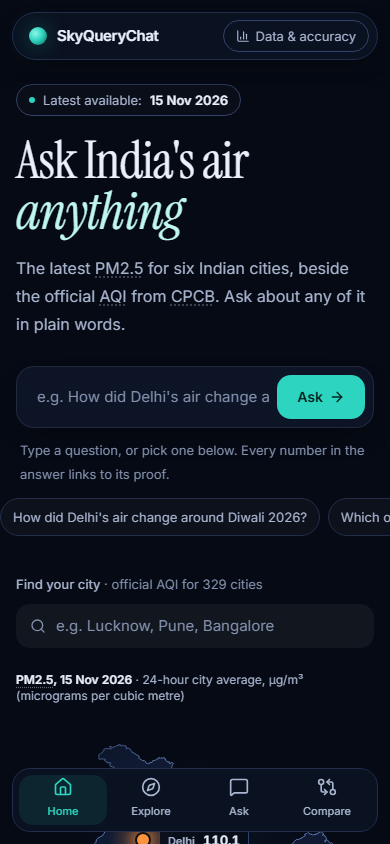 SkyQueryChat
Data & accuracy
Latest available: 15 Nov 2026
Ask India's air
anything
The latest PM2.5 for six Indian cities, beside
the official AQI from CPCB. Ask about any of it
in plain words.
e.g. How did Delhi's air change a
Ask →
Type a question, or pick one below. Every number in the
answer links to its proof.
How did Delhi's air change around Diwali 2026?
Which o
Find your city · official AQI for 329 cities
e.g. Lucknow, Pune, Bangalore
PM2.5, 15 Nov 2026 · 24-hour city average, µg/m³
(micrograms per cubic metre)
Home
Explore
Ask
Compare
Delhi 110.1